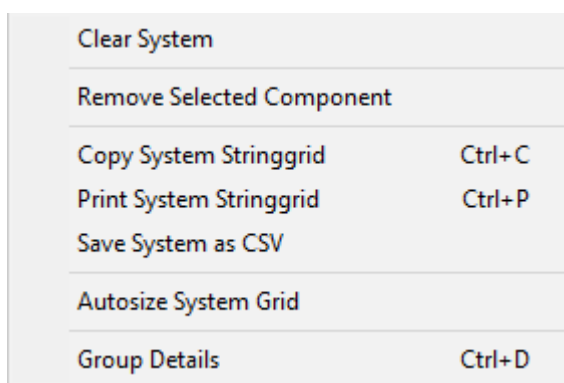 Clear System
Remove Selected Component
Copy System Stringgrid Ctrl+C
Print System Stringgrid Ctrl+P
Save System as CSV
Autosize System Grid
Group Details Ctrl+D